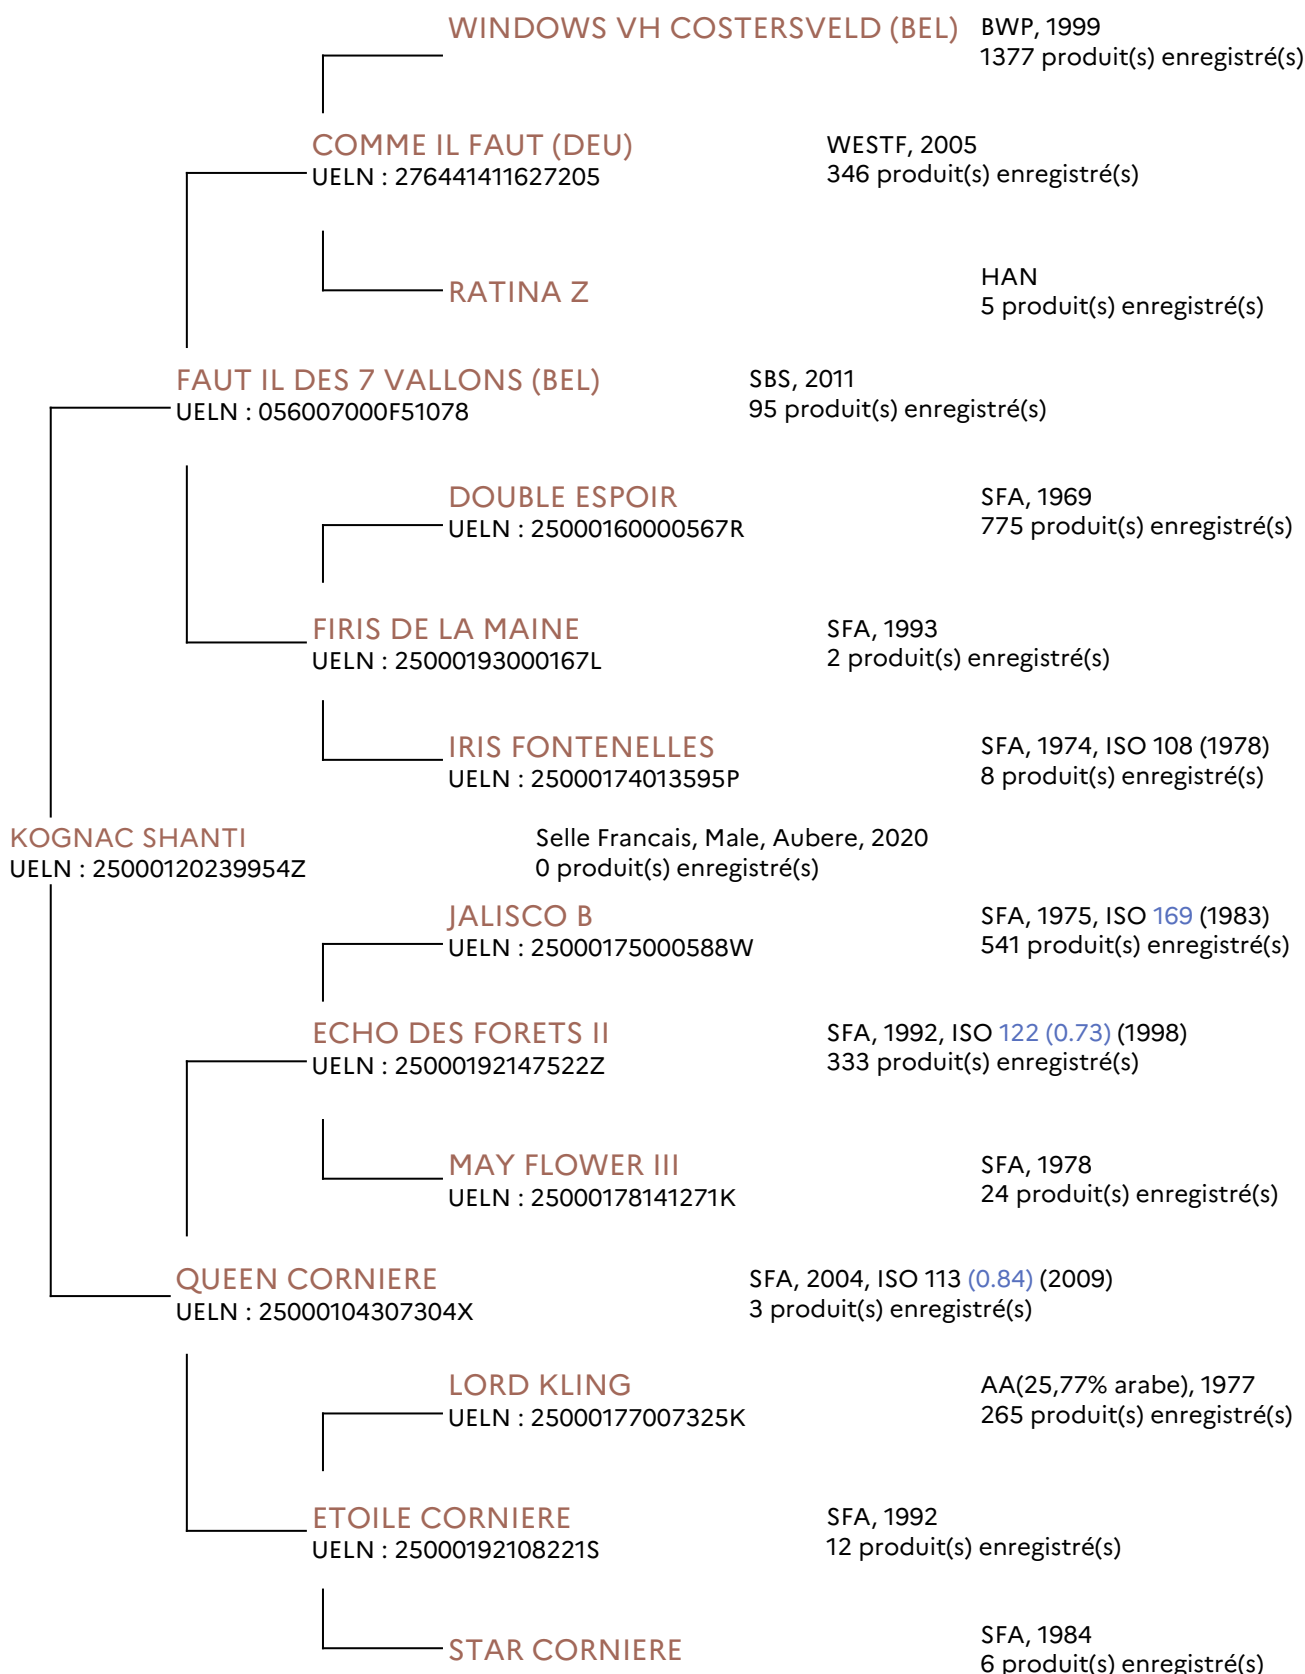 WINDOWS VH COSTERSVELD (BEL)
BWP, 1999
1377 produit(s) enregistré(s)
COMME IL FAUT (DEU)
UELN : 276441411627205
WESTF, 2005
346 produit(s) enregistré(s)
RATINA Z
HAN
5 produit(s) enregistré(s)
FAUT IL DES 7 VALLONS (BEL)
UELN : 056007000F51078
SBS, 2011
95 produit(s) enregistré(s)
DOUBLE ESPOIR
UELN : 25000160000567R
SFA, 1969
775 produit(s) enregistré(s)
FIRIS DE LA MAINE
UELN : 25000193000167L
SFA, 1993
2 produit(s) enregistré(s)
IRIS FONTENELLES
UELN : 25000174013595P
SFA, 1974, ISO 108 (1978)
8 produit(s) enregistré(s)
KOGNAC SHANTI
UELN : 250001120239954Z
Selle Francais, Male, Aubere, 2020
0 produit(s) enregistré(s)
JALISCO B
UELN : 25000175000588W
SFA, 1975, ISO 169 (1983)
541 produit(s) enregistré(s)
ECHO DES FORETS II
UELN : 25000192147522Z
SFA, 1992, ISO 122 (0.73) (1998)
333 produit(s) enregistré(s)
MAY FLOWER III
UELN : 25000178141271K
SFA, 1978
24 produit(s) enregistré(s)
QUEEN CORNIERE
UELN : 25000104307304X
SFA, 2004, ISO 113 (0.84) (2009)
3 produit(s) enregistré(s)
LORD KLING
UELN : 25000177007325K
AA(25,77% arabe), 1977
265 produit(s) enregistré(s)
ETOILE CORNIERE
UELN : 25000192108221S
SFA, 1992
12 produit(s) enregistré(s)
STAR CORNIERE
SFA, 1984
6 produit(s) enregistré(s)